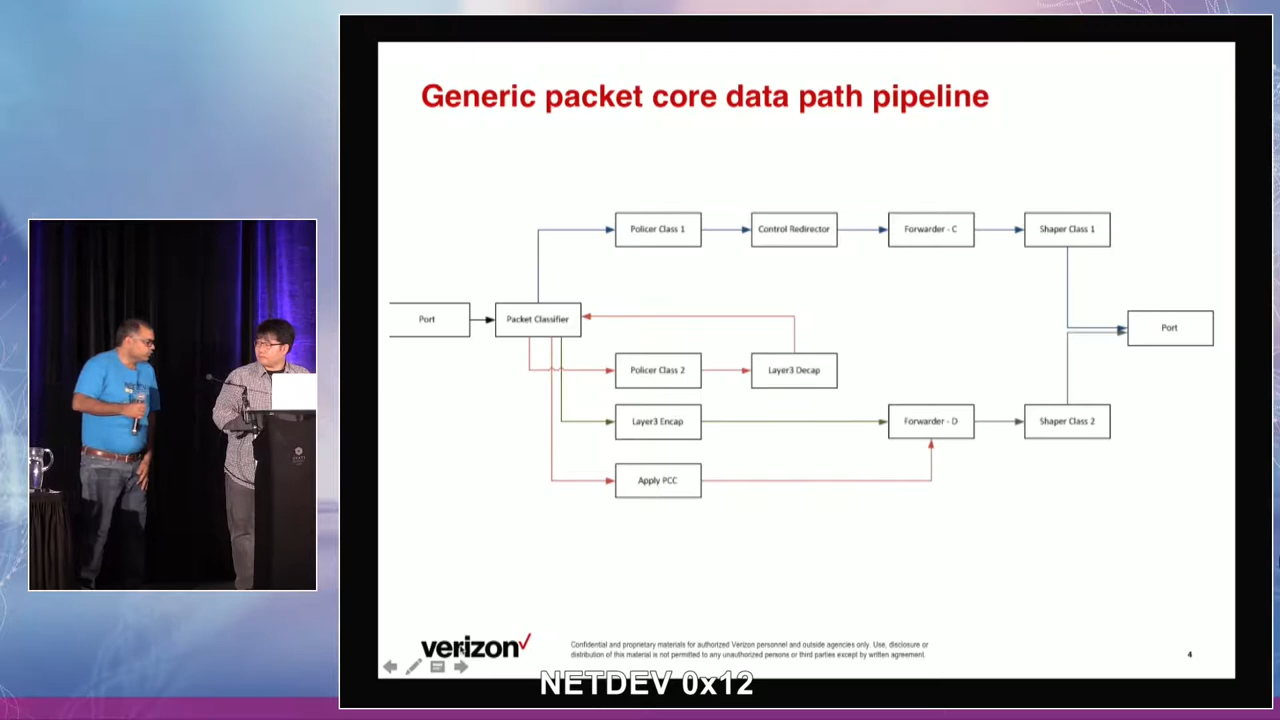 Generic packet core data path pipeline
Policer Class 1
Control Redirector
Forwarder - C
Shaper Class 1
Port
Packet Classifier
Port
Policer Class 2
Layer3 Decap
Layer3 Encap
Forwarder - D
Shaper Class 2
Apply PCC
verizon
Confidential and proprietary materials for authorized Verizon personnel and outside agencies only. Use, disclosure or
distribution of this material is not permitted to any unauthorized persons or third parties except by written agreement.
4
NETDEV 0x12